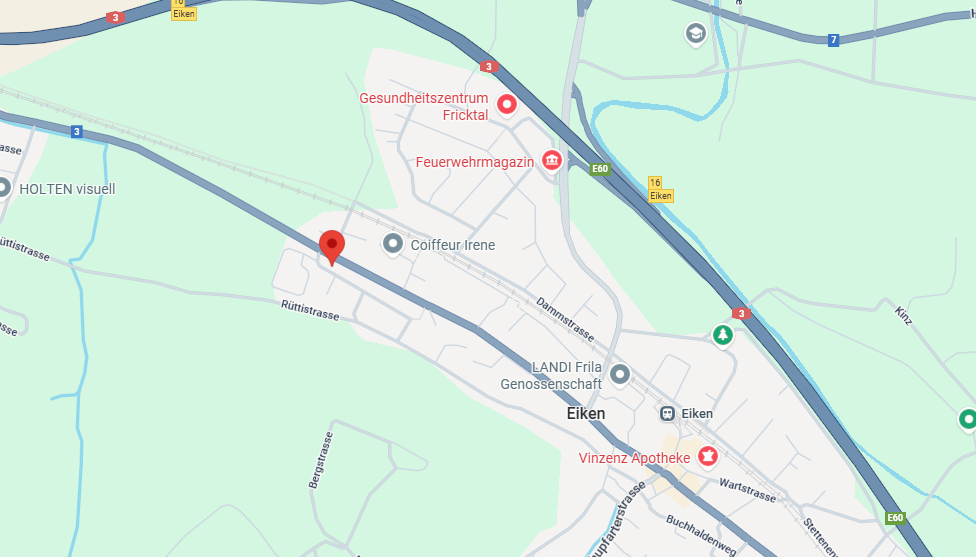 16
Eiken
3
7
3
Gesundheitszentrum
Fricktal
3
Feuerwehrmagazin
E60
16
Eiken
HOLTEN visuell
Coiffeur Irene
Rüttistrasse
Dammstrasse
3
Kinz
LANDI Frila
Genossenschaft
Eiken
Eiken
Bergstrasse
Vinzenz Apotheke
Wartstrasse
E60
Buchhaldenweg